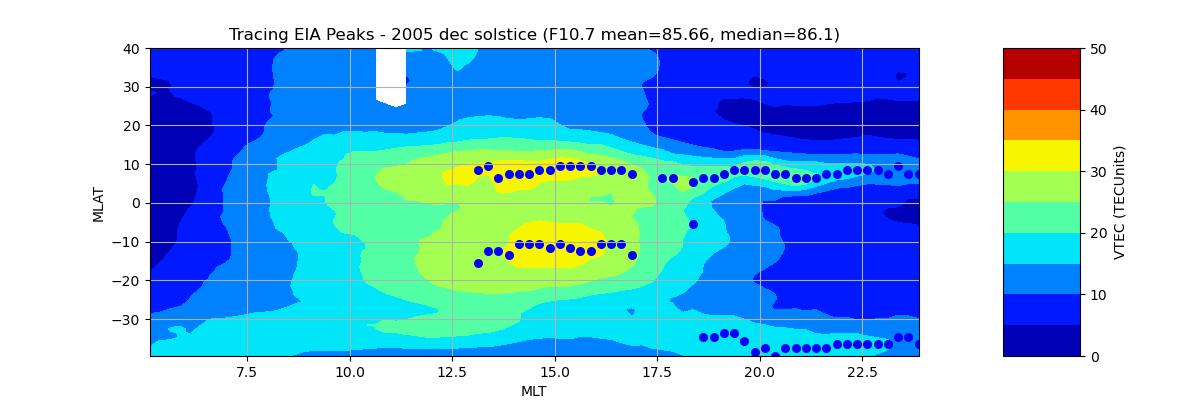 Tracing EIA Peaks - 2005 dec solstice (F10.7 mean=85.66, median=86.1)
40
30
20
10
0
−10
−20
−30
MLAT
7.5 10.0 12.5 15.0 17.5 20.0 22.5
MLT
50
40
30
20
10
0
VTEC (TECUnits)